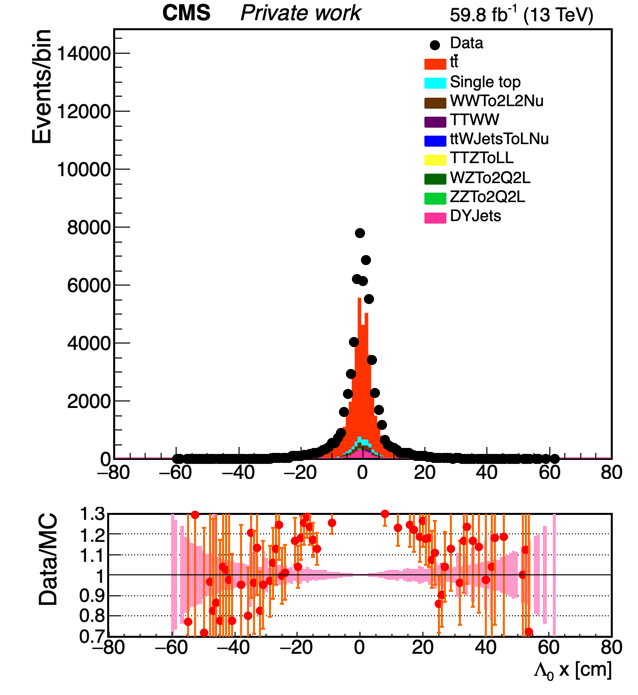 CMS Private work 59.8 fb⁻¹ (13 TeV)
Events/bin
14000
12000
10000
8000
6000
4000
2000
0
Data
tt̄
Single top
WWTo2L2Nu
TTWW
ttWJetsToLNu
TTZToLL
WZTo2Q2L
ZZTo2Q2L
DYJets
−80 −60 −40 −20 0 20 40 60 80
Data/MC
1.3
1.2
1.1
1
0.9
0.8
0.7
−80 −60 −40 −20 0 20 40 60 80
Λ₀ x [cm]